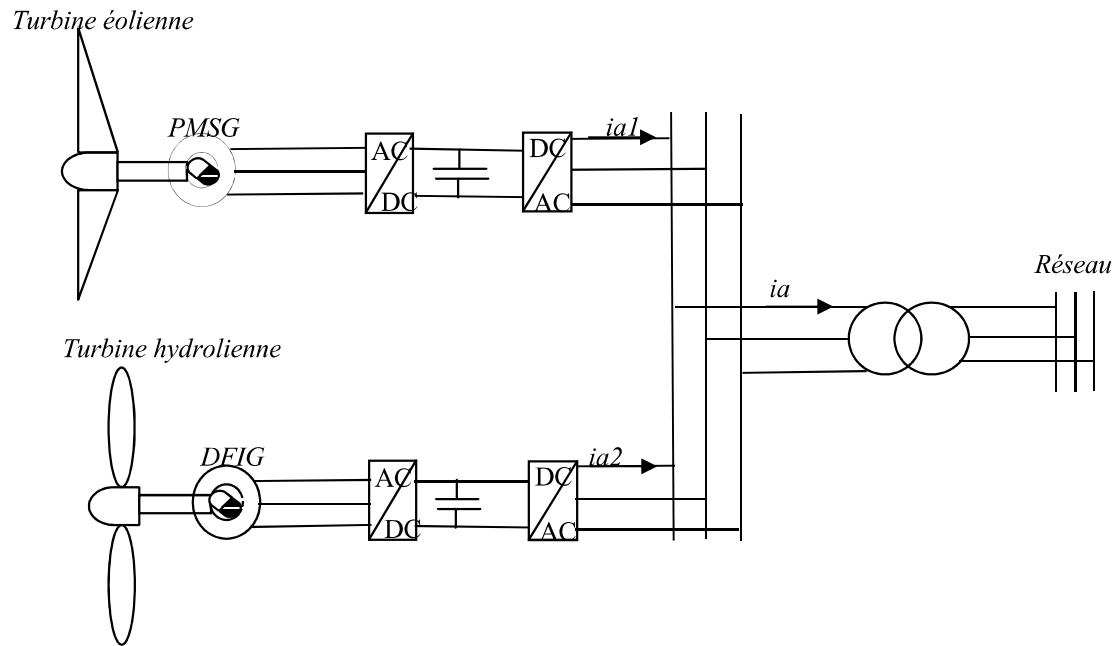 Turbine éolienne
PMSG
AC
DC
DC
AC
ia1
ia
Réseau
Turbine hydrolienne
DFIG
AC
DC
DC
AC
ia2